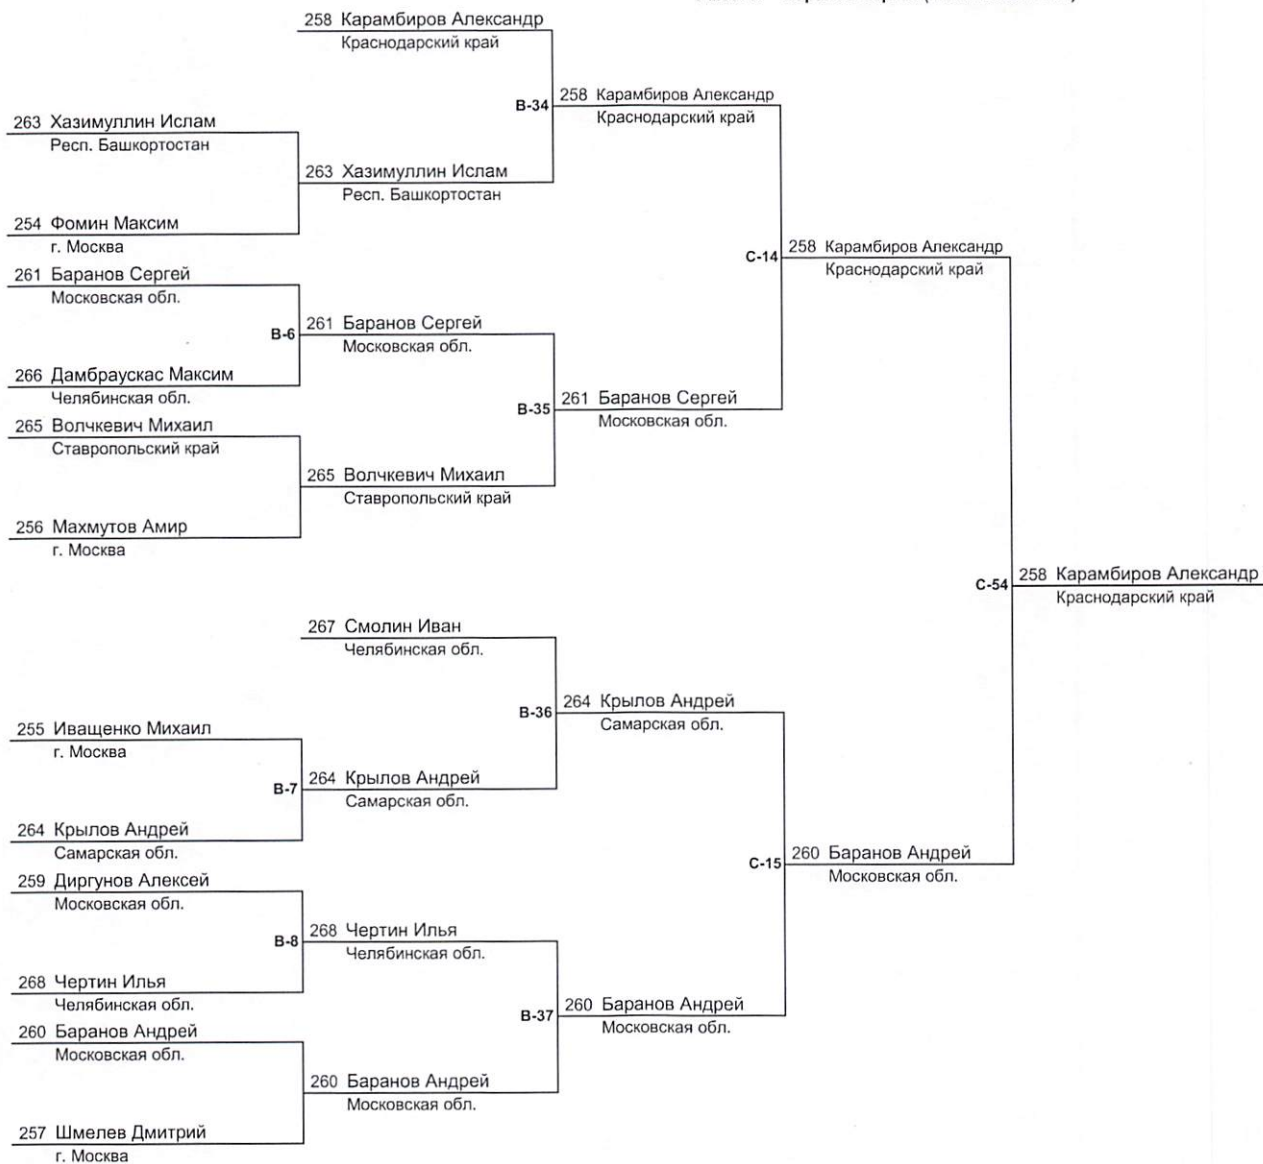 258 Карамбиров Александр
Краснодарский край
B-34
258 Карамбиров Александр
Краснодарский край
263 Хазимуллин Ислам
Респ. Башкортостан
263 Хазимуллин Ислам
Респ. Башкортостан
254 Фомин Максим
г. Москва
C-14
258 Карамбиров Александр
Краснодарский край
261 Баранов Сергей
Московская обл.
B-6
261 Баранов Сергей
Московская обл.
266 Дамбраускас Максим
Челябинская обл.
B-35
261 Баранов Сергей
Московская обл.
265 Волчкевич Михаил
Ставропольский край
265 Волчкевич Михаил
Ставропольский край
256 Махмутов Амир
г. Москва
C-54
258 Карамбиров Александр
Краснодарский край
267 Смолин Иван
Челябинская обл.
B-36
264 Крылов Андрей
Самарская обл.
255 Иващенко Михаил
г. Москва
B-7
264 Крылов Андрей
Самарская обл.
264 Крылов Андрей
Самарская обл.
C-15
260 Баранов Андрей
Московская обл.
259 Диргунов Алексей
Московская обл.
B-8
268 Чертин Илья
Челябинская обл.
268 Чертин Илья
Челябинская обл.
B-37
260 Баранов Андрей
Московская обл.
260 Баранов Андрей
Московская обл.
260 Баранов Андрей
Московская обл.
257 Шмелев Дмитрий
г. Москва